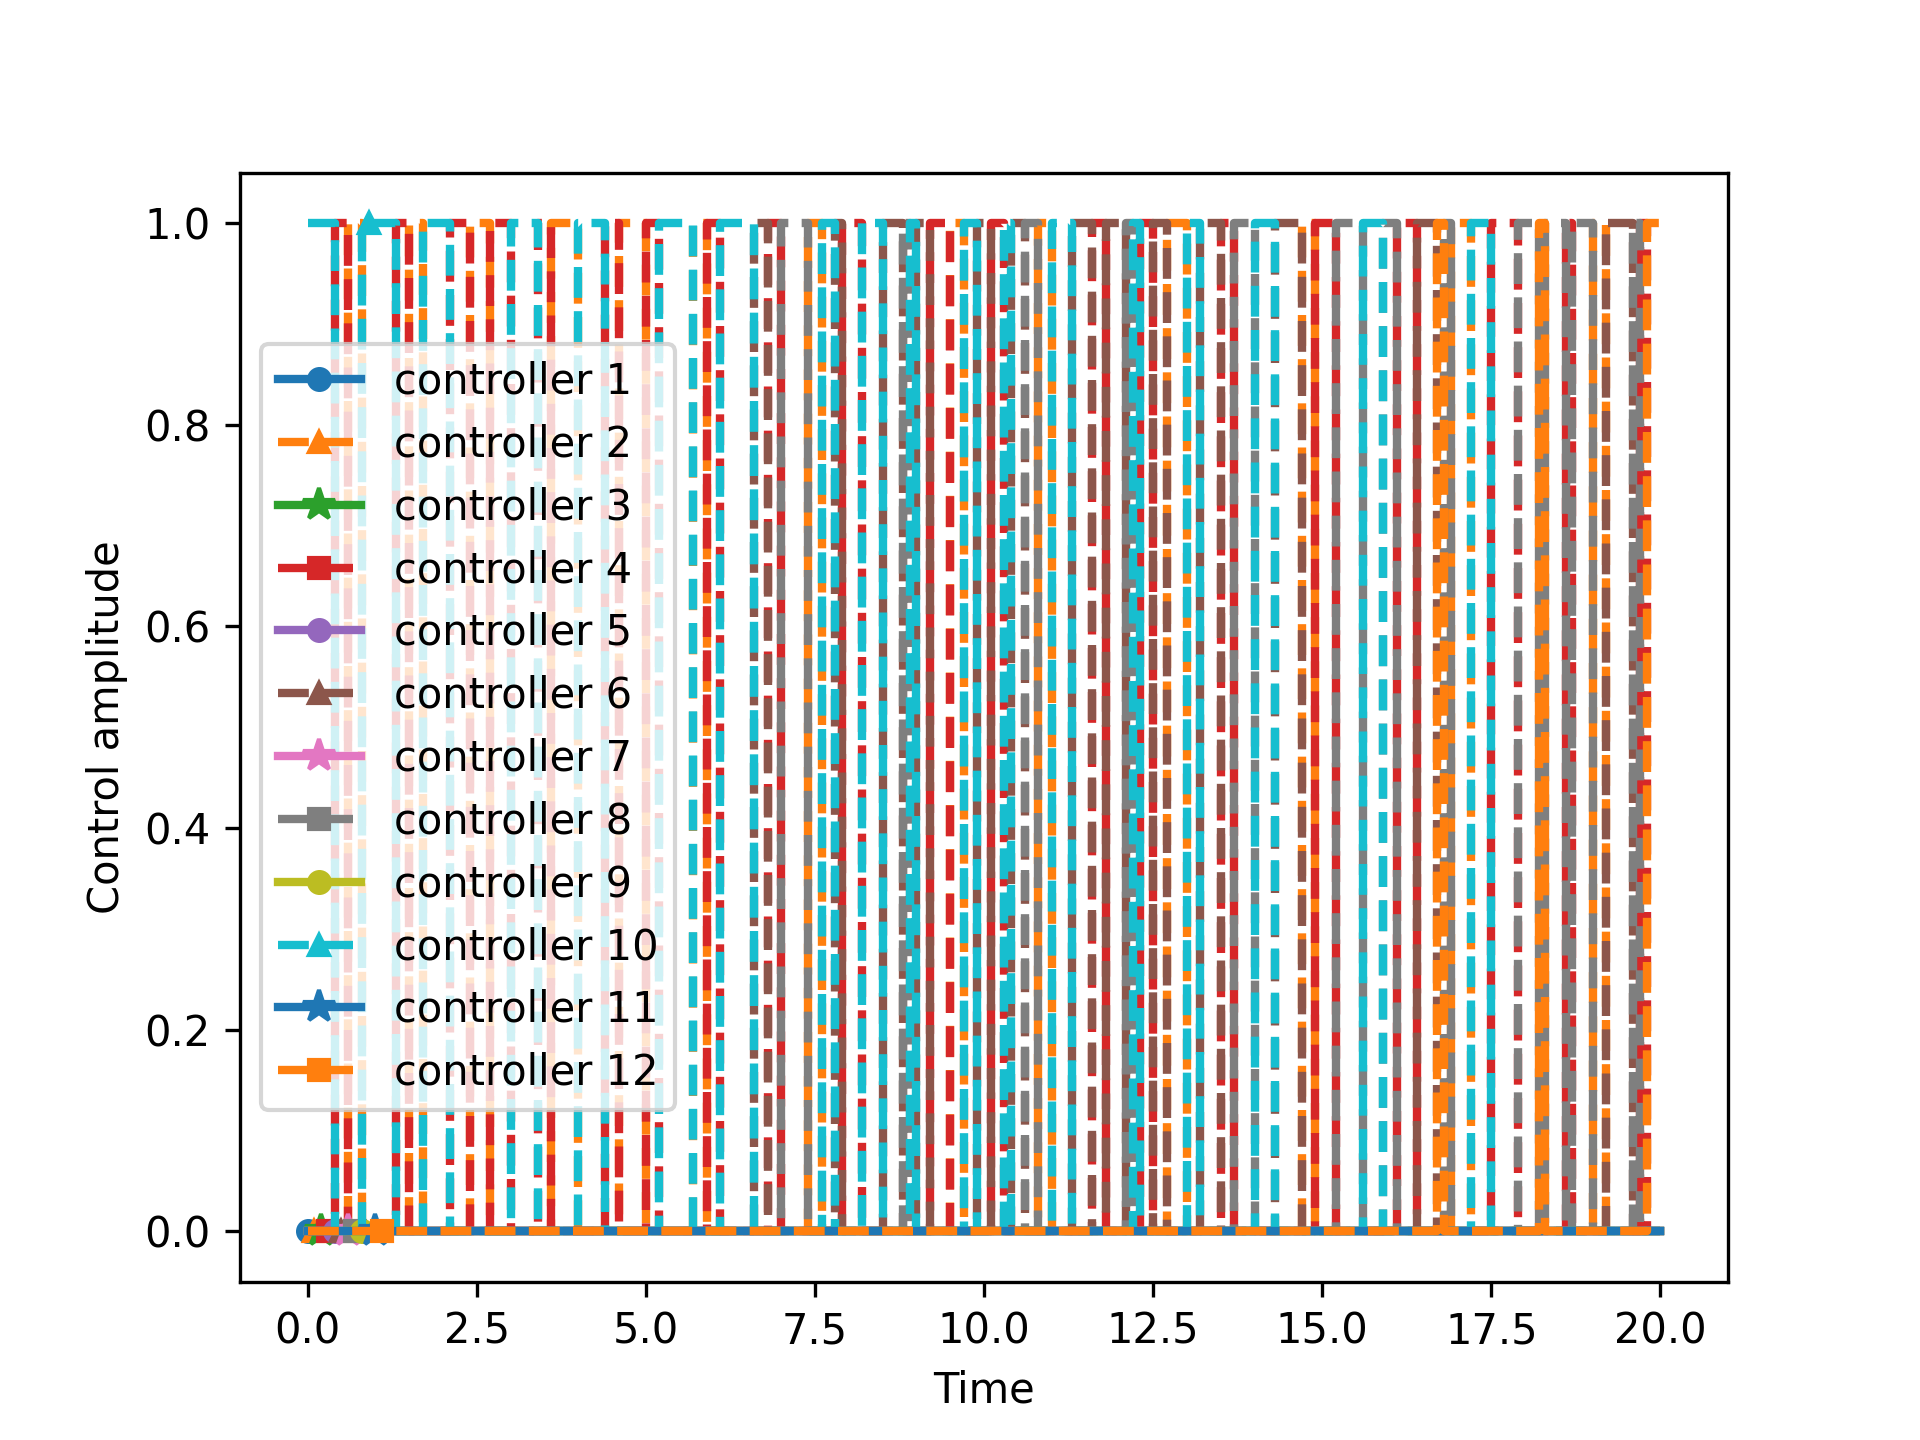 1.0
0.8
0.6
0.4
0.2
0.0
Control amplitude
controller 1
controller 2
controller 3
controller 4
controller 5
controller 6
controller 7
controller 8
controller 9
controller 10
controller 11
controller 12
0.0 2.5 5.0 7.5 10.0 12.5 15.0 17.5 20.0
Time